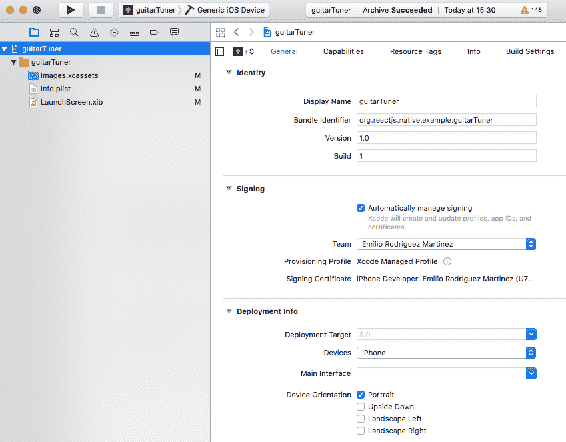 guitarTuner Generic iOS Device guitarTuner Archive Succeeded Today at 15:30
guitarTuner
General Capabilities Resource Tags Info Build Settings
guitarTuner
guitarTuner
Images.xcassets M
Info.plist M
LaunchScreen.xib M
Identity
Display Name guitarTuner
Bundle Identifier org.reactjs.native.example.guitarTuner
Version 1.0
Build 1
Signing
Automatically manage signing
Xcode will create and update profiles, app IDs, and
certificates.
Team Emilio Rodriguez Martinez
Provisioning Profile Xcode Managed Profile
Signing Certificate iPhone Developer: Emilio Rodriguez Martinez (U7...
Deployment Info
Deployment Target 8.0
Devices iPhone
Main Interface
Device Orientation Portrait
Upside Down
Landscape Left
Landscape Right